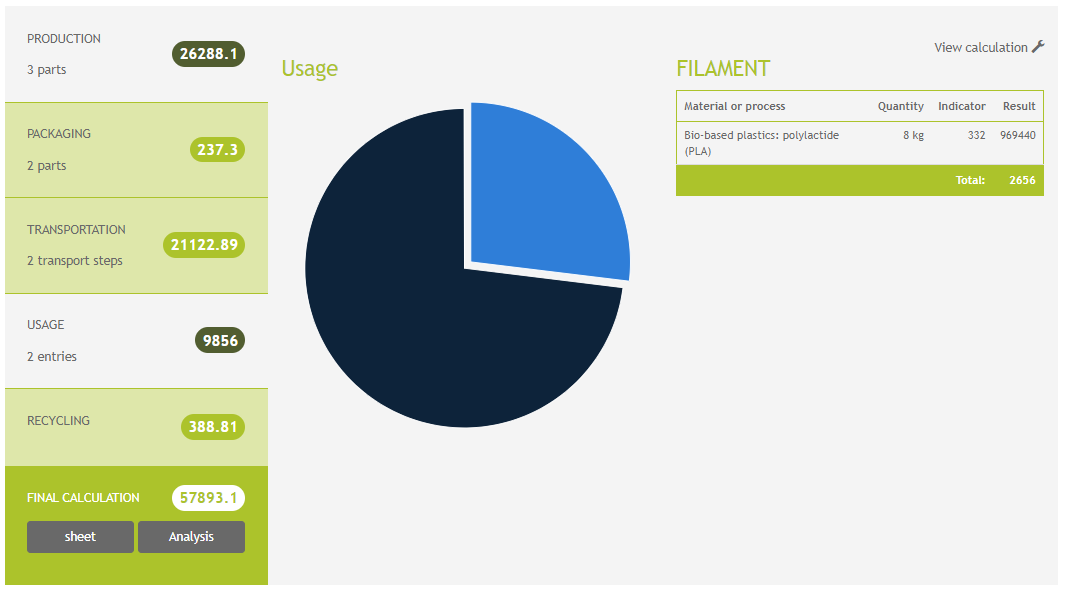 PRODUCTION
26288.1
3 parts
PACKAGING
237.3
2 parts
TRANSPORTATION
21122.89
2 transport steps
USAGE
9856
2 entries
RECYCLING
388.81
FINAL CALCULATION
57893.1
sheet
Analysis
Usage
View calculation
FILAMENT
Material or process Quantity Indicator Result
Bio-based plastics: polylactide 8 kg 332 969440
(PLA)
Total: 2656